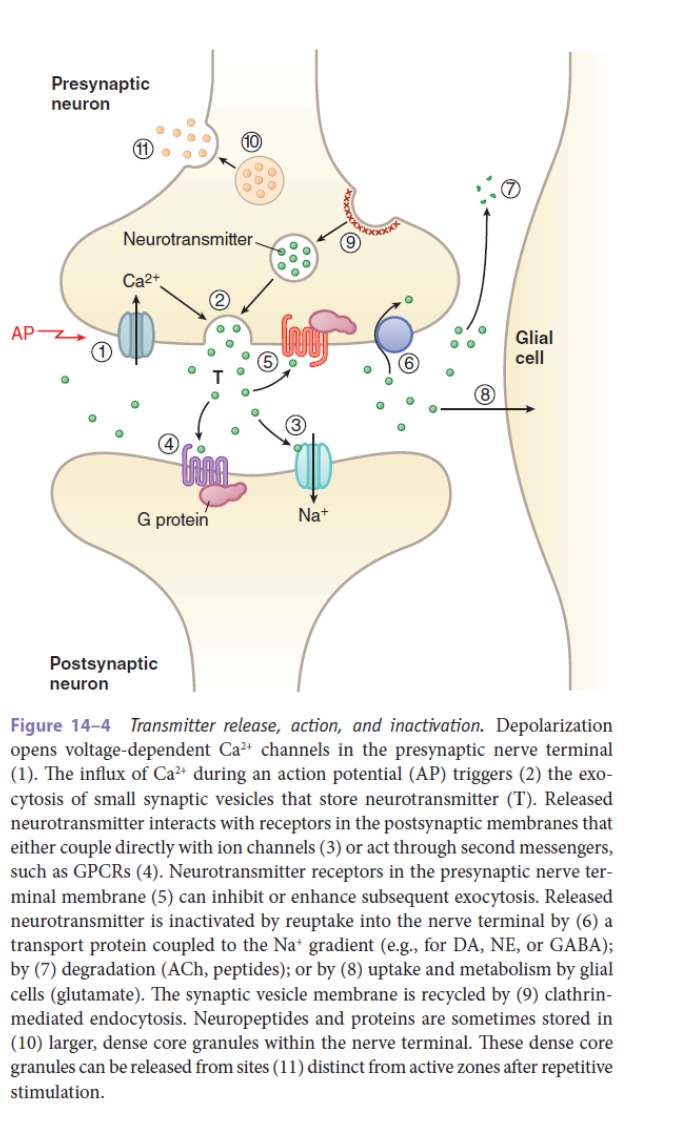 Presynaptic
neuron
⑪
⑩
⑦
Neurotransmitter
⑨
Ca²⁺
②
AP
①
⑤
⑥
Glial
cell
T
⑧
③
④
G protein
Na⁺
Postsynaptic
neuron
Figure 14–4 Transmitter release, action, and inactivation. Depolarization
opens voltage-dependent Ca²⁺ channels in the presynaptic nerve terminal
(1). The influx of Ca²⁺ during an action potential (AP) triggers (2) the exo-
cytosis of small synaptic vesicles that store neurotransmitter (T). Released
neurotransmitter interacts with receptors in the postsynaptic membranes that
either couple directly with ion channels (3) or act through second messengers,
such as GPCRs (4). Neurotransmitter receptors in the presynaptic nerve ter-
minal membrane (5) can inhibit or enhance subsequent exocytosis. Released
neurotransmitter is inactivated by reuptake into the nerve terminal by (6) a
transport protein coupled to the Na⁺ gradient (e.g., for DA, NE, or GABA);
by (7) degradation (ACh, peptides); or by (8) uptake and metabolism by glial
cells (glutamate). The synaptic vesicle membrane is recycled by (9) clathrin-
mediated endocytosis. Neuropeptides and proteins are sometimes stored in
(10) larger, dense core granules within the nerve terminal. These dense core
granules can be released from sites (11) distinct from active zones after repetitive
stimulation.